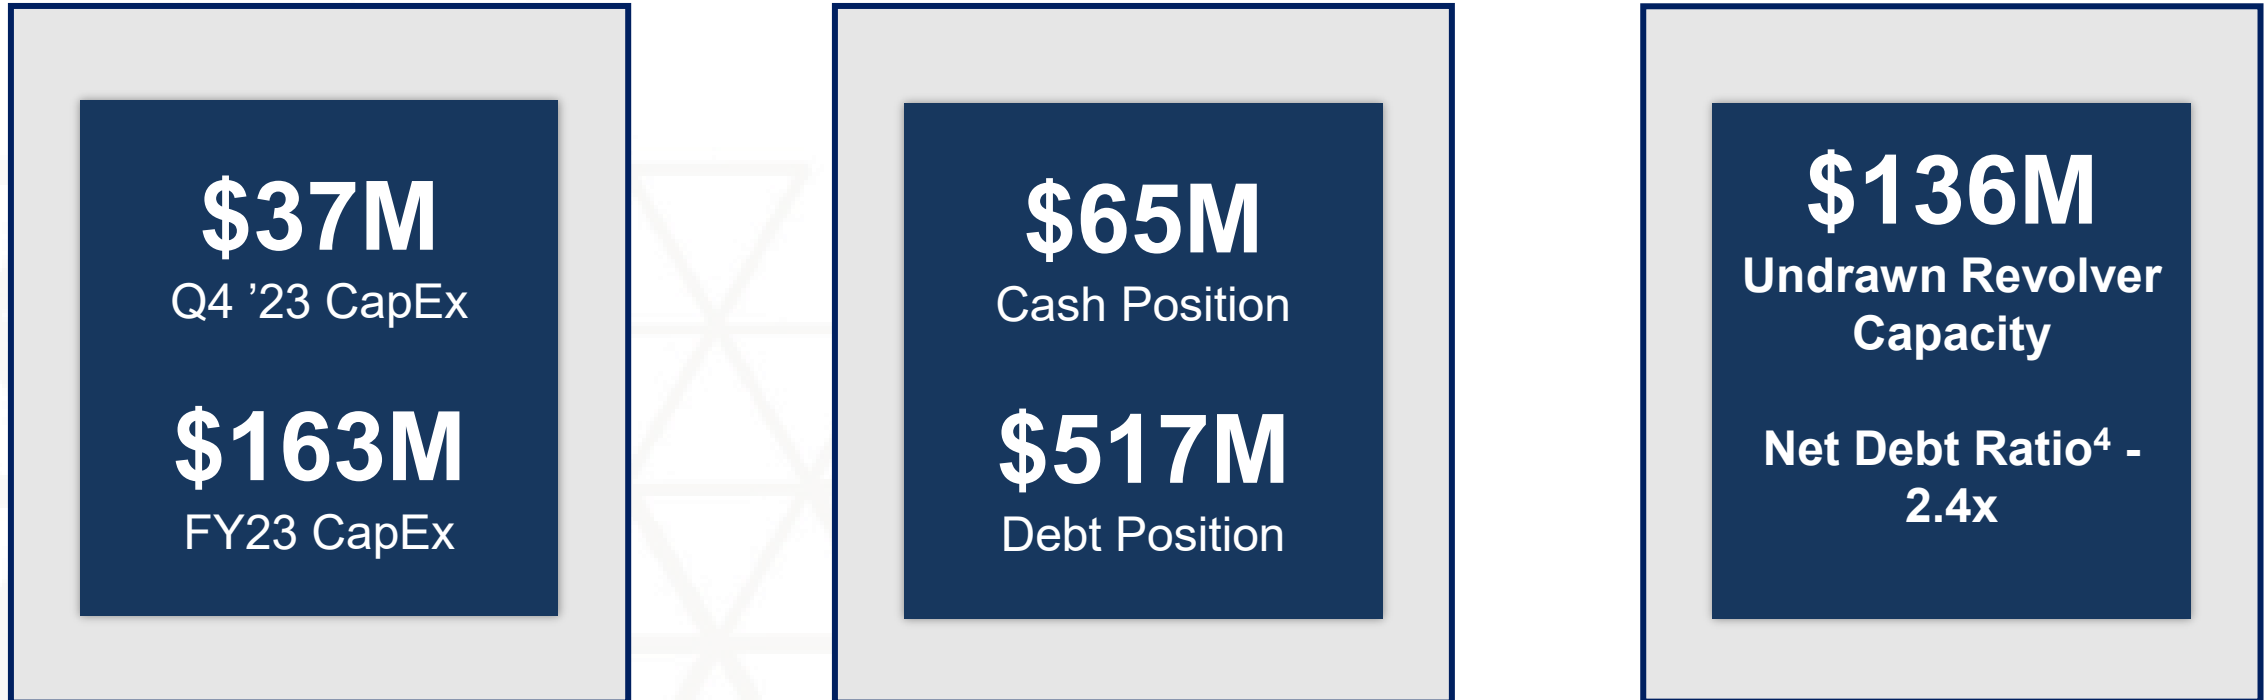 $37M
Q4 ’23 CapEx
$163M
FY23 CapEx
$65M
Cash Position
$517M
Debt Position
$136M
Undrawn Revolver
Capacity
Net Debt Ratio⁴ -
2.4x